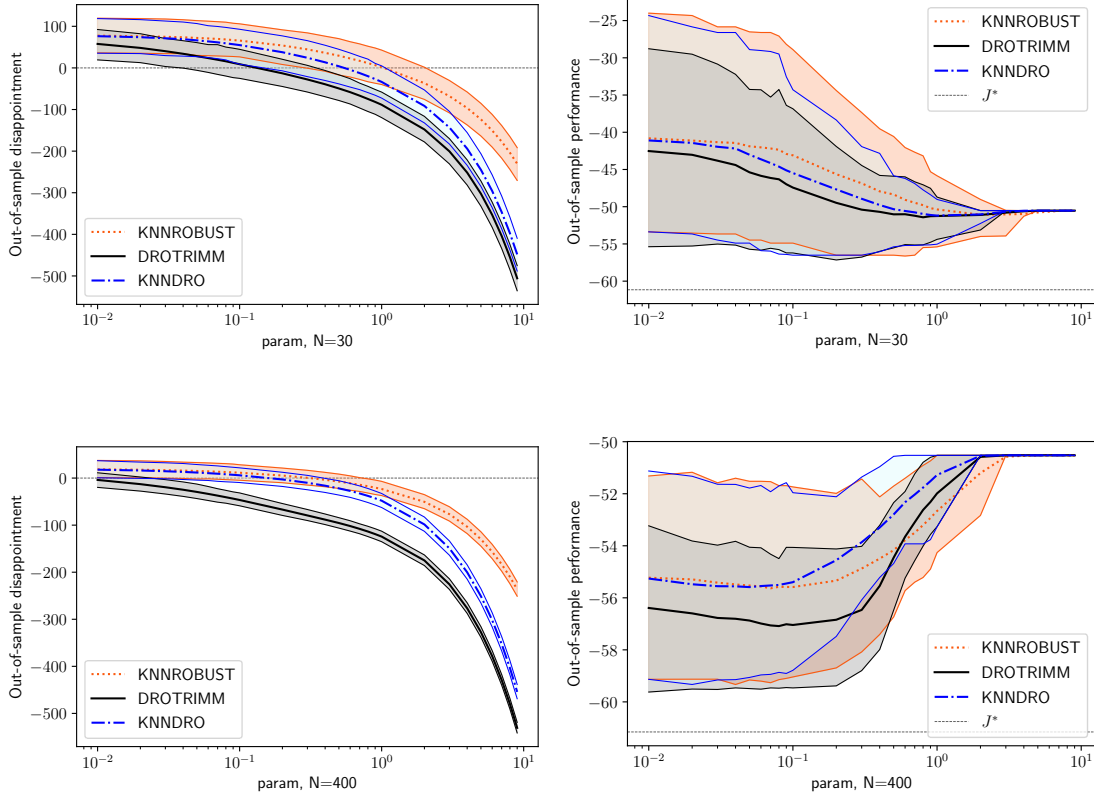 Out-of-sample disappointment
100
0
−100
−200
−300
−400
−500
KNNROBUST
DROTRIMM
KNNDRO
10⁻² 10⁻¹ 10⁰ 10¹
param, N=30
Out-of-sample performance
−25
−30
−35
−40
−45
−50
−55
−60
KNNROBUST
DROTRIMM
KNNDRO
J*
10⁻² 10⁻¹ 10⁰ 10¹
param, N=30
Out-of-sample disappointment
0
−100
−200
−300
−400
−500
KNNROBUST
DROTRIMM
KNNDRO
10⁻² 10⁻¹ 10⁰ 10¹
param, N=400
Out-of-sample performance
−50
−52
−54
−56
−58
−60
KNNROBUST
DROTRIMM
KNNDRO
J*
10⁻² 10⁻¹ 10⁰ 10¹
param, N=400